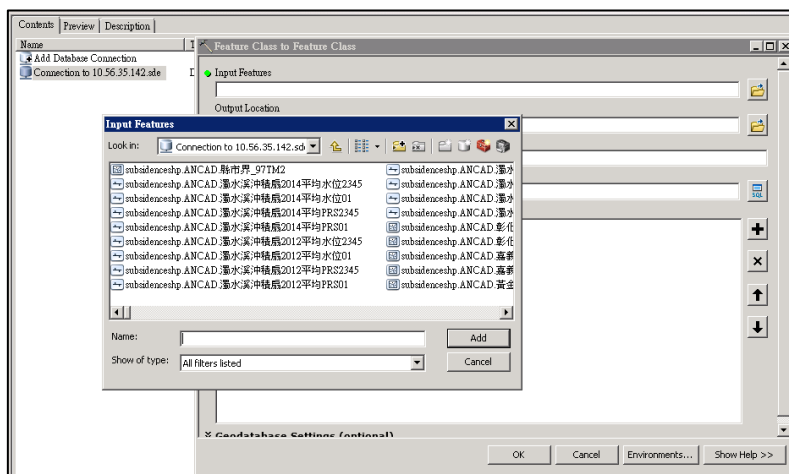 Contents Preview Description
Name T
Add Database Connection
Connection to 10.56.35.142.sde D
Feature Class to Feature Class
Input Features
Output Location
Input Features
Look in: Connection to 10.56.35.142.sd
subsidenceshp.ANCAD.縣市界_97TM2
subsidenceshp.ANCAD.濁水溪沖積扇2014平均水位2345
subsidenceshp.ANCAD.濁水溪沖積扇2014平均水位01
subsidenceshp.ANCAD.濁水溪沖積扇2014平均PRS2345
subsidenceshp.ANCAD.濁水溪沖積扇2014平均PRS01
subsidenceshp.ANCAD.濁水溪沖積扇2012平均水位2345
subsidenceshp.ANCAD.濁水溪沖積扇2012平均水位01
subsidenceshp.ANCAD.濁水溪沖積扇2012平均PRS2345
subsidenceshp.ANCAD.濁水溪沖積扇2012平均PRS01
subsidenceshp.ANCAD.濁水
subsidenceshp.ANCAD.濁水
subsidenceshp.ANCAD.濁水
subsidenceshp.ANCAD.濁水
subsidenceshp.ANCAD.彰化
subsidenceshp.ANCAD.彰化
subsidenceshp.ANCAD.嘉義
subsidenceshp.ANCAD.嘉義
subsidenceshp.ANCAD.黃金
Name:
Add
Show of type: All filters listed
Cancel
SQL
Geodatabase Settings (optional)
OK Cancel Environments... Show Help >>